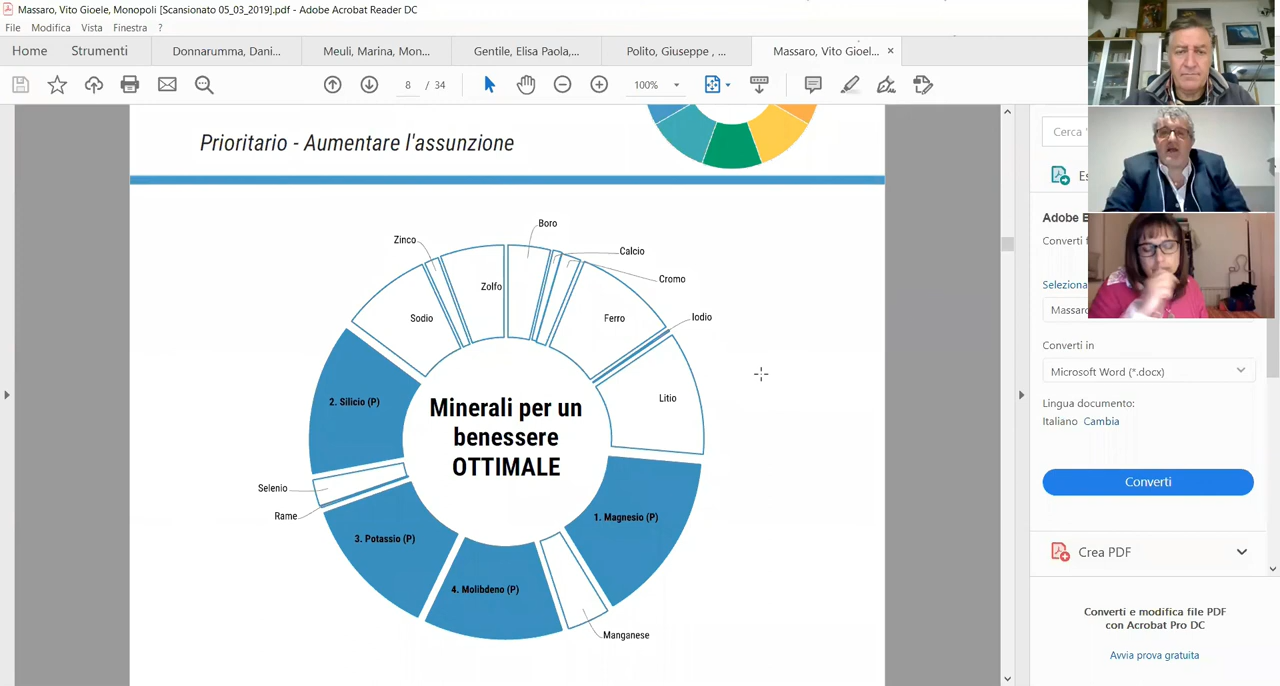 Massaro, Vito Gioele, Monopoli [Scansionato 05_03_2019].pdf - Adobe Acrobat Reader DC
File Modifica Vista Finestra ?
Home Strumenti Donnarumma, Dani... Meuli, Marina, Mon... Gentile, Elisa Paola,... Polito, Giuseppe , ... Massaro, Vito Gioel... ×
8 / 34 100%
Prioritario - Aumentare l'assunzione
Cerca '
Es
Adobe E
Converti f
Seleziona
Massaro
Converti in
Microsoft Word (*.docx)
Lingua documento:
Italiano Cambia
Converti
Crea PDF
Converti e modifica file PDF
con Acrobat Pro DC
Avvia prova gratuita
Boro
Zinco
Calcio
Cromo
Zolfo
Sodio
Ferro
Iodio
Litio
2. Silicio (P)
Minerali per un
benessere
OTTIMALE
Selenio
Rame
1. Magnesio (P)
3. Potassio (P)
4. Molibdeno (P)
Manganese